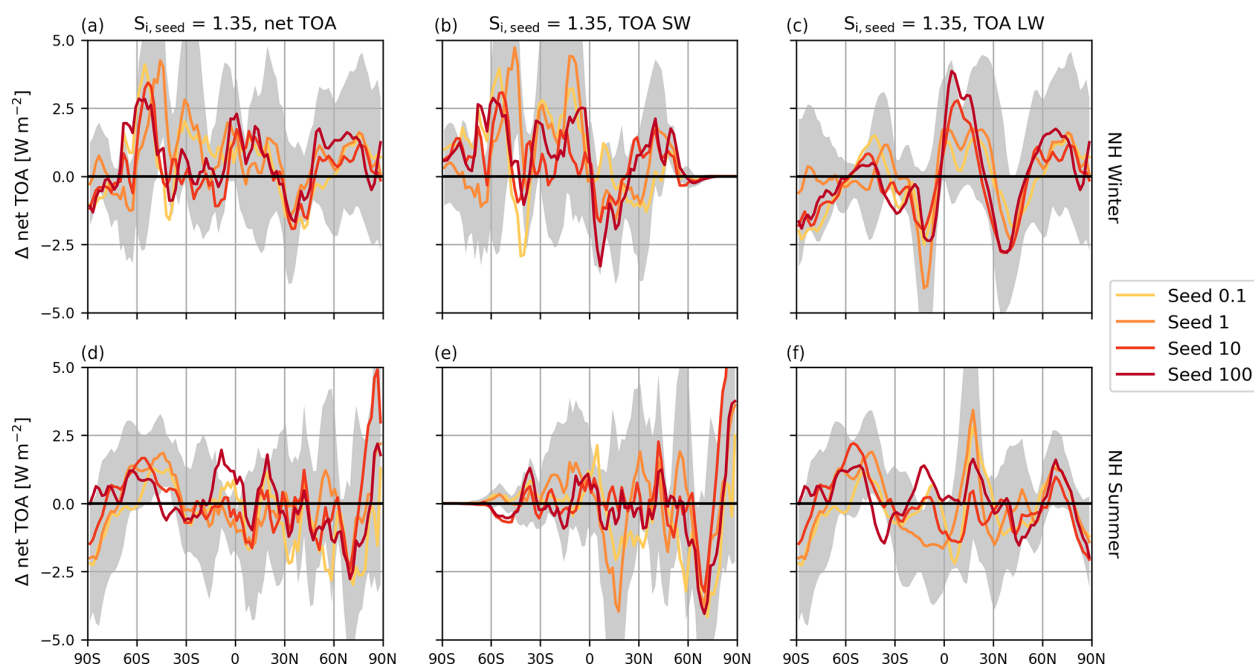 (a) S_i,seed = 1.35, net TOA
(b) S_i,seed = 1.35, TOA SW
(c) S_i,seed = 1.35, TOA LW
5.0
2.5
0.0
−2.5
−5.0
Δ net TOA [W m⁻²]
NH Winter
Seed 0.1
Seed 1
Seed 10
Seed 100
(d)
(e)
(f)
5.0
2.5
0.0
−2.5
−5.0
Δ net TOA [W m⁻²]
NH Summer
90S 60S 30S 0 30N 60N 90N
90S 60S 30S 0 30N 60N 90N
90S 60S 30S 0 30N 60N 90N